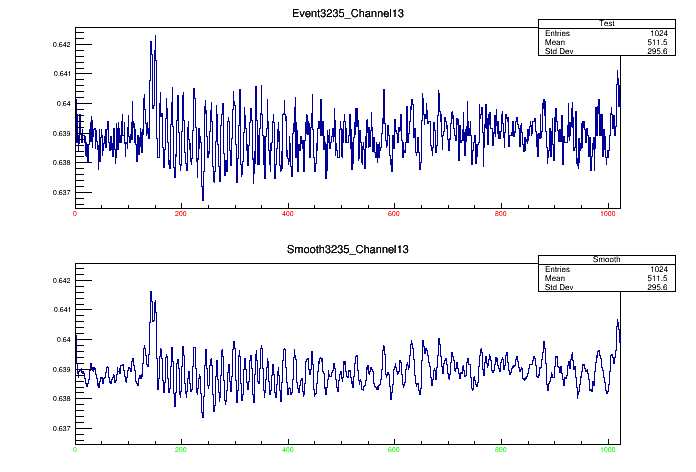 Event3235_Channel13
Test
Entries 1024
Mean 511.5
Std Dev 295.6
0.642
0.641
0.64
0.639
0.638
0.637
0 200 400 600 800 1000
Smooth3235_Channel13
Smooth
Entries 1024
Mean 511.5
Std Dev 295.6
0.642
0.641
0.64
0.639
0.638
0.637
0 200 400 600 800 1000